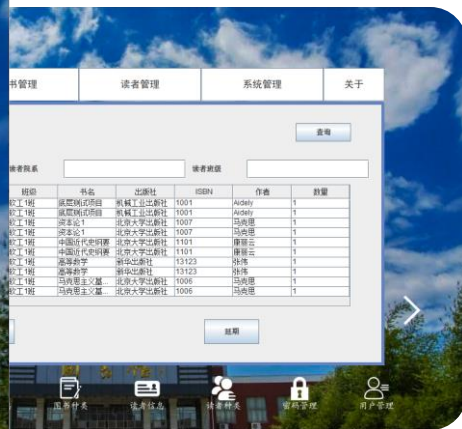 书管理 读者管理 系统管理 关于
查询
读者院系 读者班级
班级 书名 出版社 ISBN 作者 数量
软工1班 底层测试项目 机械工业出版社 1001 Aidely 1
软工1班 底层测试项目 机械工业出版社 1001 Aidely 1
软工1班 资本论1 北京大学出版社 1007 马克思 1
软工1班 资本论1 北京大学出版社 1007 马克思 1
软工1班 中国近代史纲要 北京大学出版社 1101 康丽云 1
软工1班 中国近代史纲要 北京大学出版社 1101 康丽云 1
软工1班 高等数学 新华出版社 13123 张伟 1
软工1班 高等数学 新华出版社 13123 张伟 1
软工1班 马克思主义基... 北京大学出版社 1006 马克思 1
软工1班 马克思主义基... 北京大学出版社 1006 马克思 1
延期
图书种类 读者信息 读者种类 密码管理 用户管理